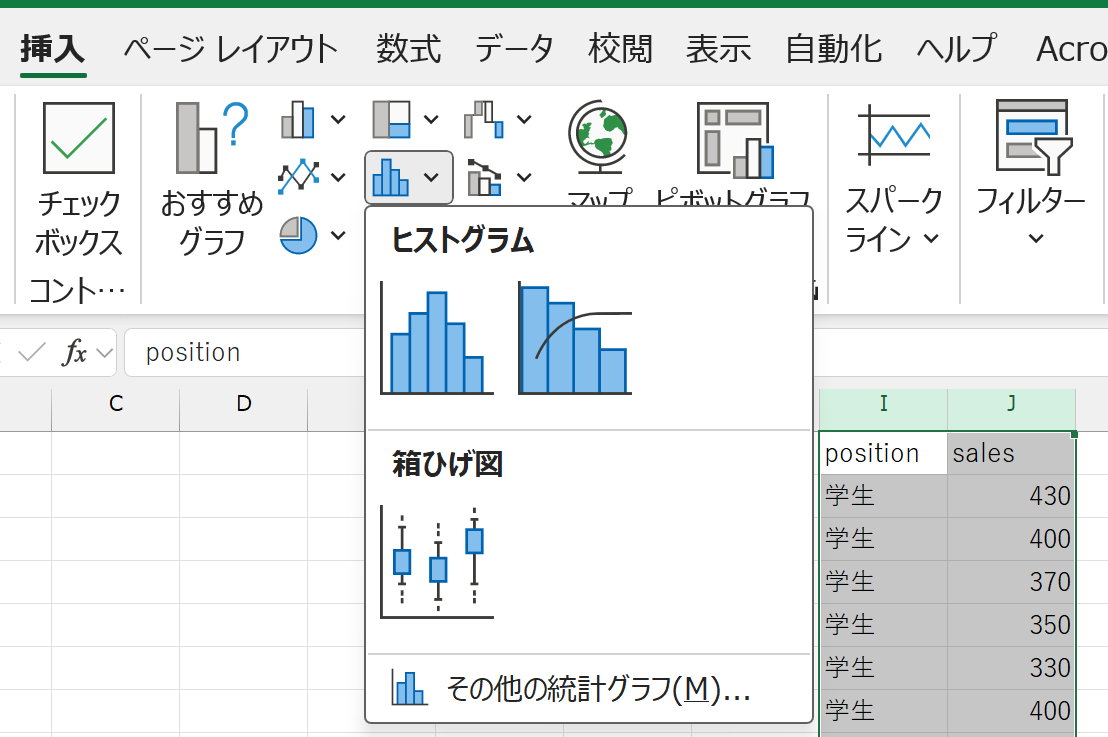 挿入 ページ レイアウト 数式 データ 校閲 表示 自動化 ヘルプ Acro
チェック
ボックス
コント…
おすすめ
グラフ
マップ
ピボットグラフ
スパーク
ライン
フィルター
ヒストグラム
箱ひげ図
その他の統計グラフ(M)...
fx position
C D I J
position sales
学生 430
学生 400
学生 370
学生 350
学生 330
学生 400